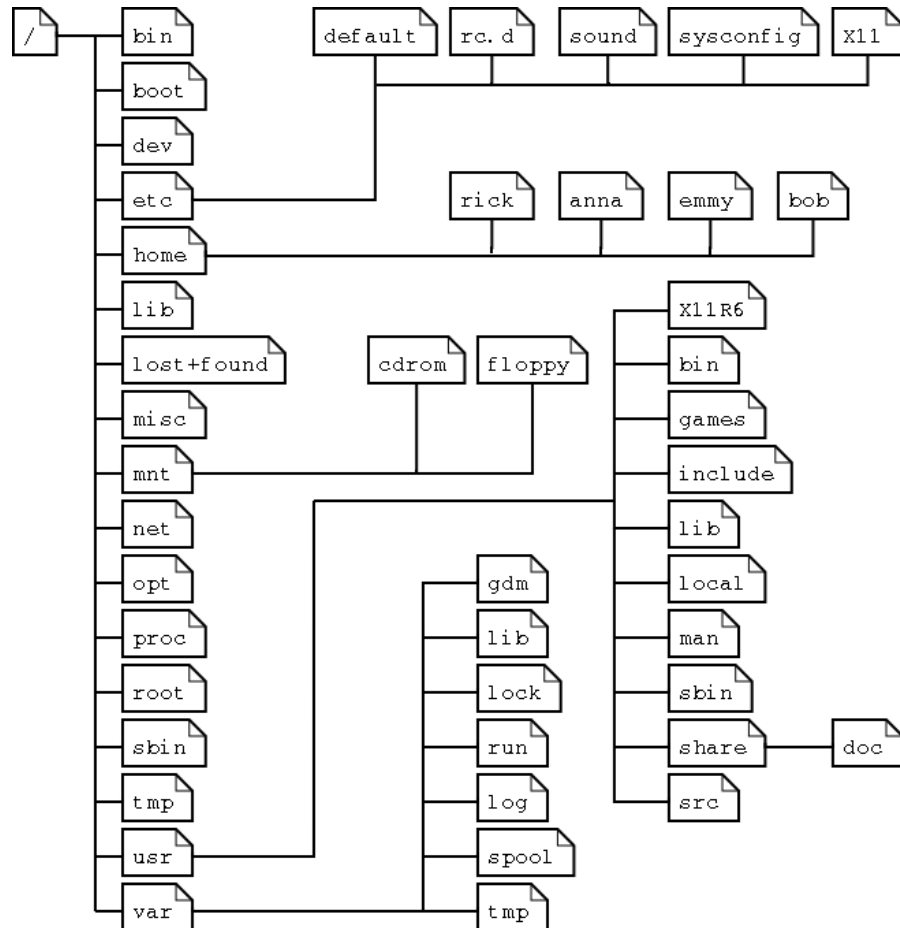 /
bin
default
rc.d
sound
sysconfig
X11
boot
dev
etc
rick
anna
emmy
bob
home
lib
X11R6
lost+found
cdrom
floppy
bin
misc
games
mnt
include
net
lib
opt
gdm
local
proc
lib
man
root
lock
sbin
sbin
run
share
doc
tmp
log
src
usr
spool
var
tmp